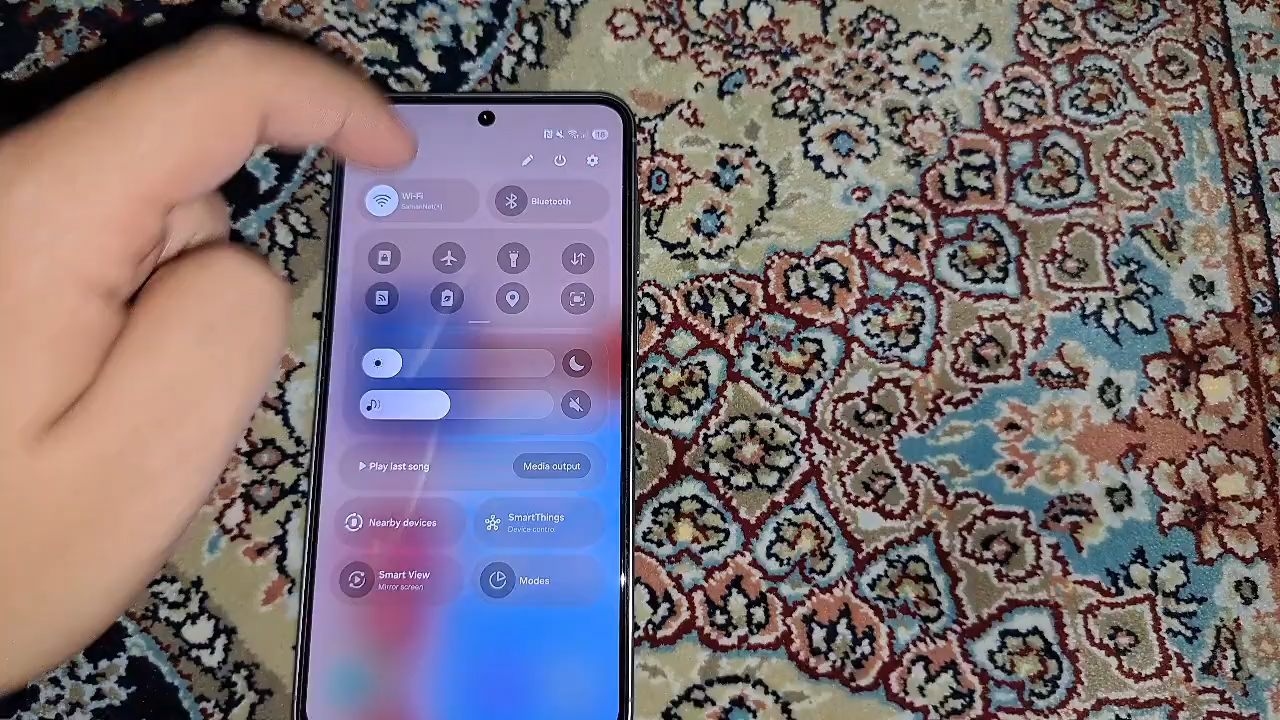 Wi-Fi
Bluetooth
Play last song
Media output
Nearby devices
SmartThings
Device control
Smart View
Mirror screen
Modes